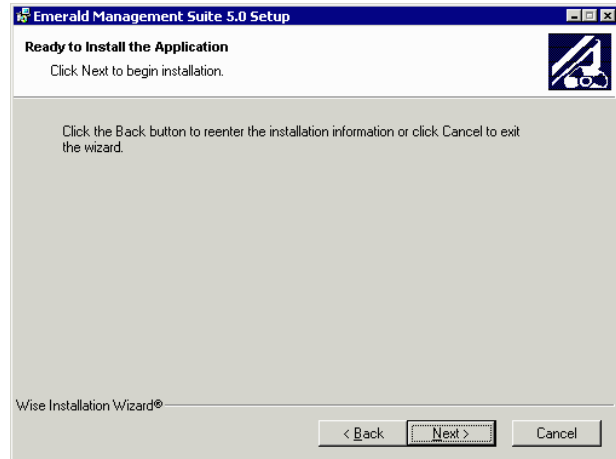 Emerald Management Suite 5.0 Setup
Ready to Install the Application
Click Next to begin installation.
Click the Back button to reenter the installation information or click Cancel to exit
the wizard.
Wise Installation Wizard®
< Back Next > Cancel